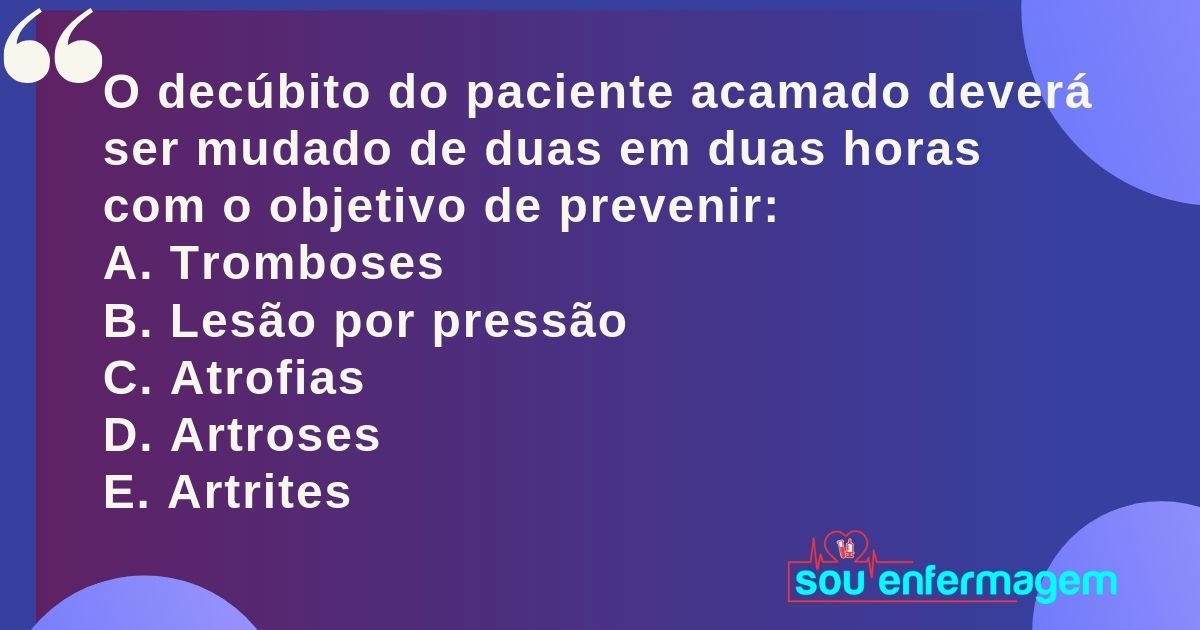 O decúbito do paciente acamado deverá
ser mudado de duas em duas horas
com o objetivo de prevenir:
A. Tromboses
B. Lesão por pressão
C. Atrofias
D. Artroses
E. Artrites
sou enfermagem